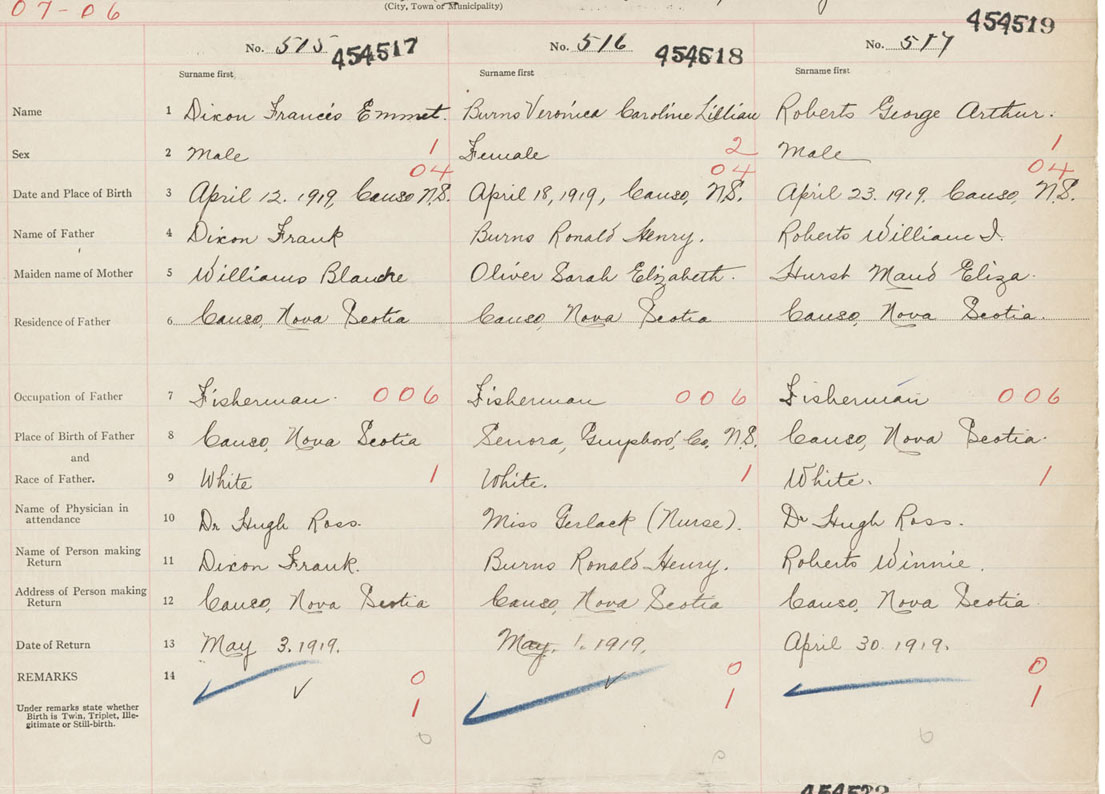 07-06
(City, Town or Municipality)
No. 515 454517 No. 516 454518 No. 517 454519
Surname first Surname first Surname first
Name 1 Dixon Francis Emmet. Burns Veronica Caroline Lillian Roberts George Arthur.
Sex 2 Male 1 Female 2 Male 1
04 04 04
Date and Place of Birth 3 April 12. 1919, Canso N.S. April 18, 1919, Canso, N.S. April 23. 1919. Canso, N.S.
Name of Father 4 Dixon Frank Burns Ronald Henry. Roberts William J.
Maiden name of Mother 5 Williams Blanche Oliver Sarah Elizabeth. Hurst Maud Eliza.
Residence of Father 6 Canso, Nova Scotia Canso, Nova Scotia Canso, Nova Scotia.
Occupation of Father 7 Fisherman. 006 Fisherman 006 Fisherman 006
Place of Birth of Father 8 Canso, Nova Scotia Co, N.S. Canso, Nova Scotia.
and
Race of Father. 9 White 1 White. 1 White. 1
Name of Physician in
attendance 10 Dr Hugh Ross. Miss Gerlack (Nurse). Dr Hugh Ross.
Name of Person making
Return 11 Dixon Frank. Burns Ronald Henry. Roberts Winnie.
Address of Person making
Return 12 Canso, Nova Scotia Canso, Nova Scotia Canso, Nova Scotia.
Date of Return 13 May 3. 1919. May. 1. 1919. April 30. 1919.
REMARKS 14 0 0 0
Under remarks state whether
Birth is Twin, Triplet, Ille-
gitimate or Still-birth. 1 1 1